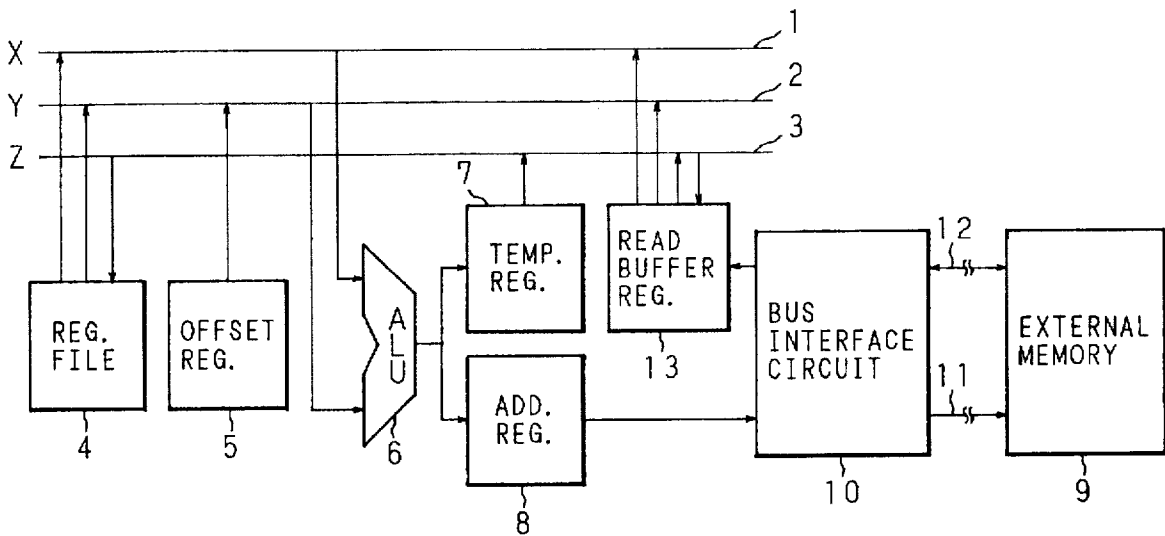 X
1
Y
2
Z
3
REG.
FILE
4
OFFSET
REG.
5
ALU
6
7
TEMP.
REG.
ADD.
REG.
8
READ
BUFFER
REG.
13
BUS
INTERFACE
CIRCUIT
10
12
11
EXTERNAL
MEMORY
9